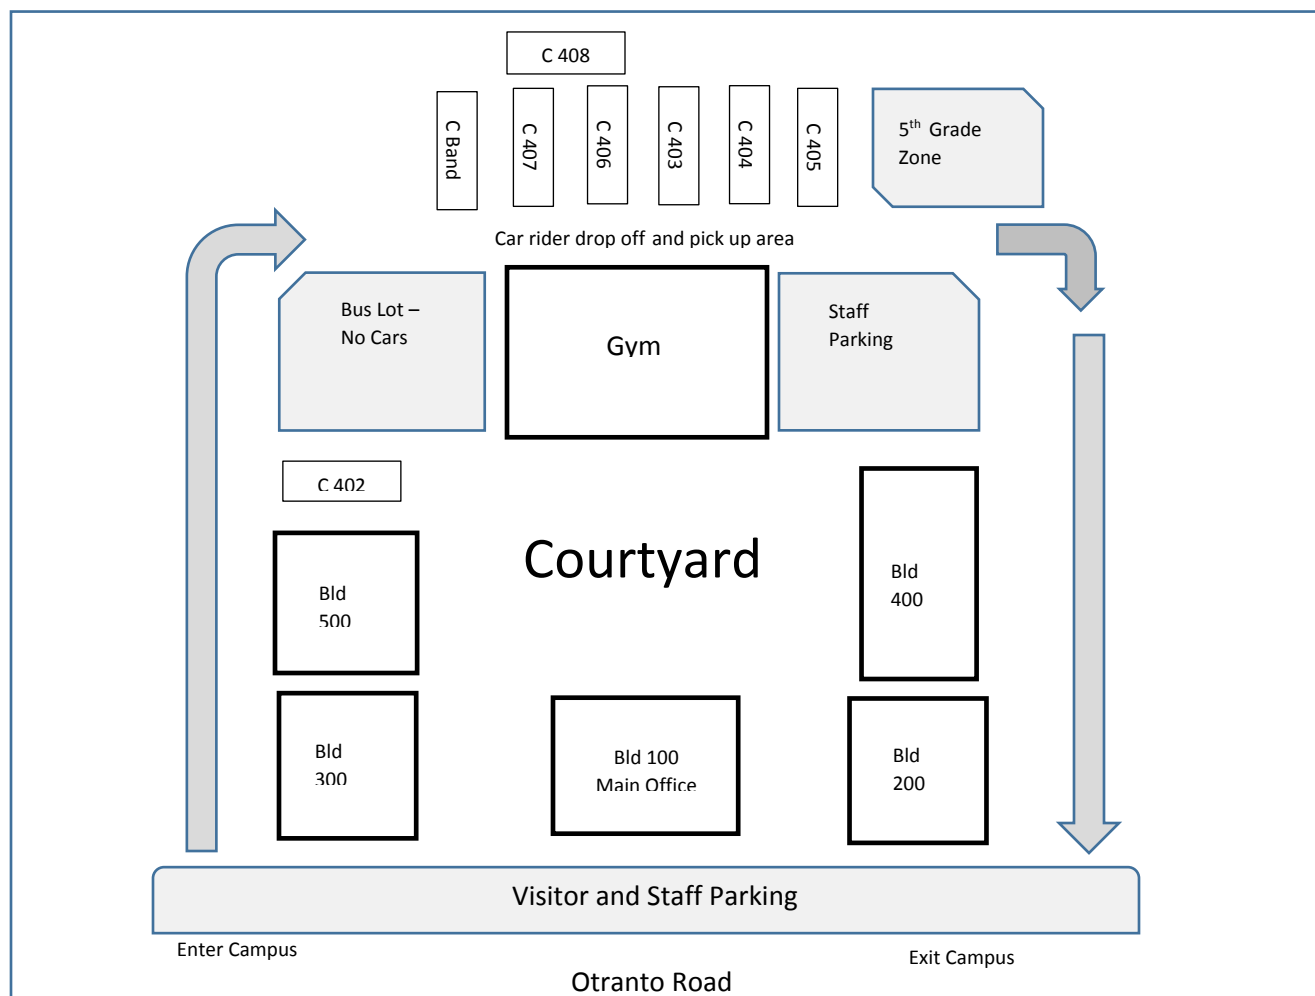 C 408
C Band
C 407
C 406
C 403
C 404
C 405
5th Grade
Zone
Car rider drop off and pick up area
Bus Lot –
No Cars
Gym
Staff
Parking
C 402
Courtyard
Bld
500
Bld
400
Bld
300
Bld 100
Main Office
Bld
200
Visitor and Staff Parking
Enter Campus
Exit Campus
Otranto Road